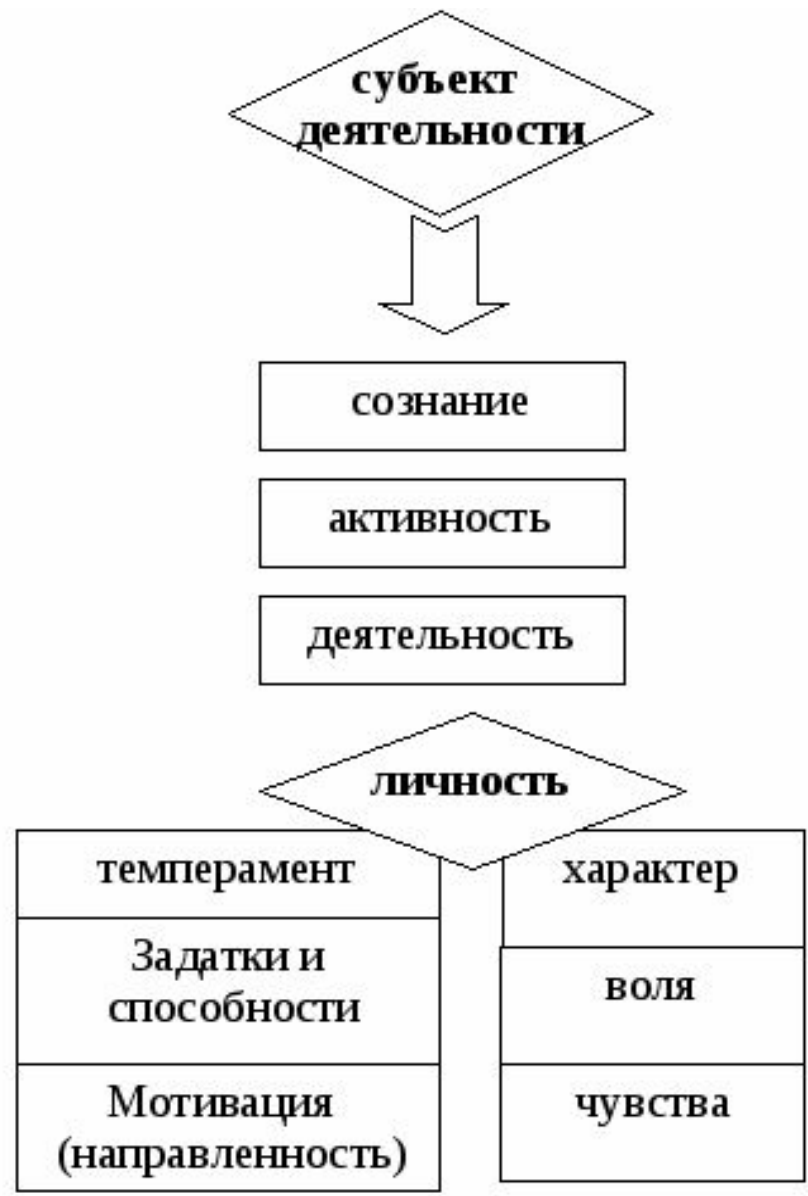 субъект
деятельности
сознание
активность
деятельность
личность
темперамент
Задатки и
способности
Мотивация
(направленность)
характер
воля
чувства